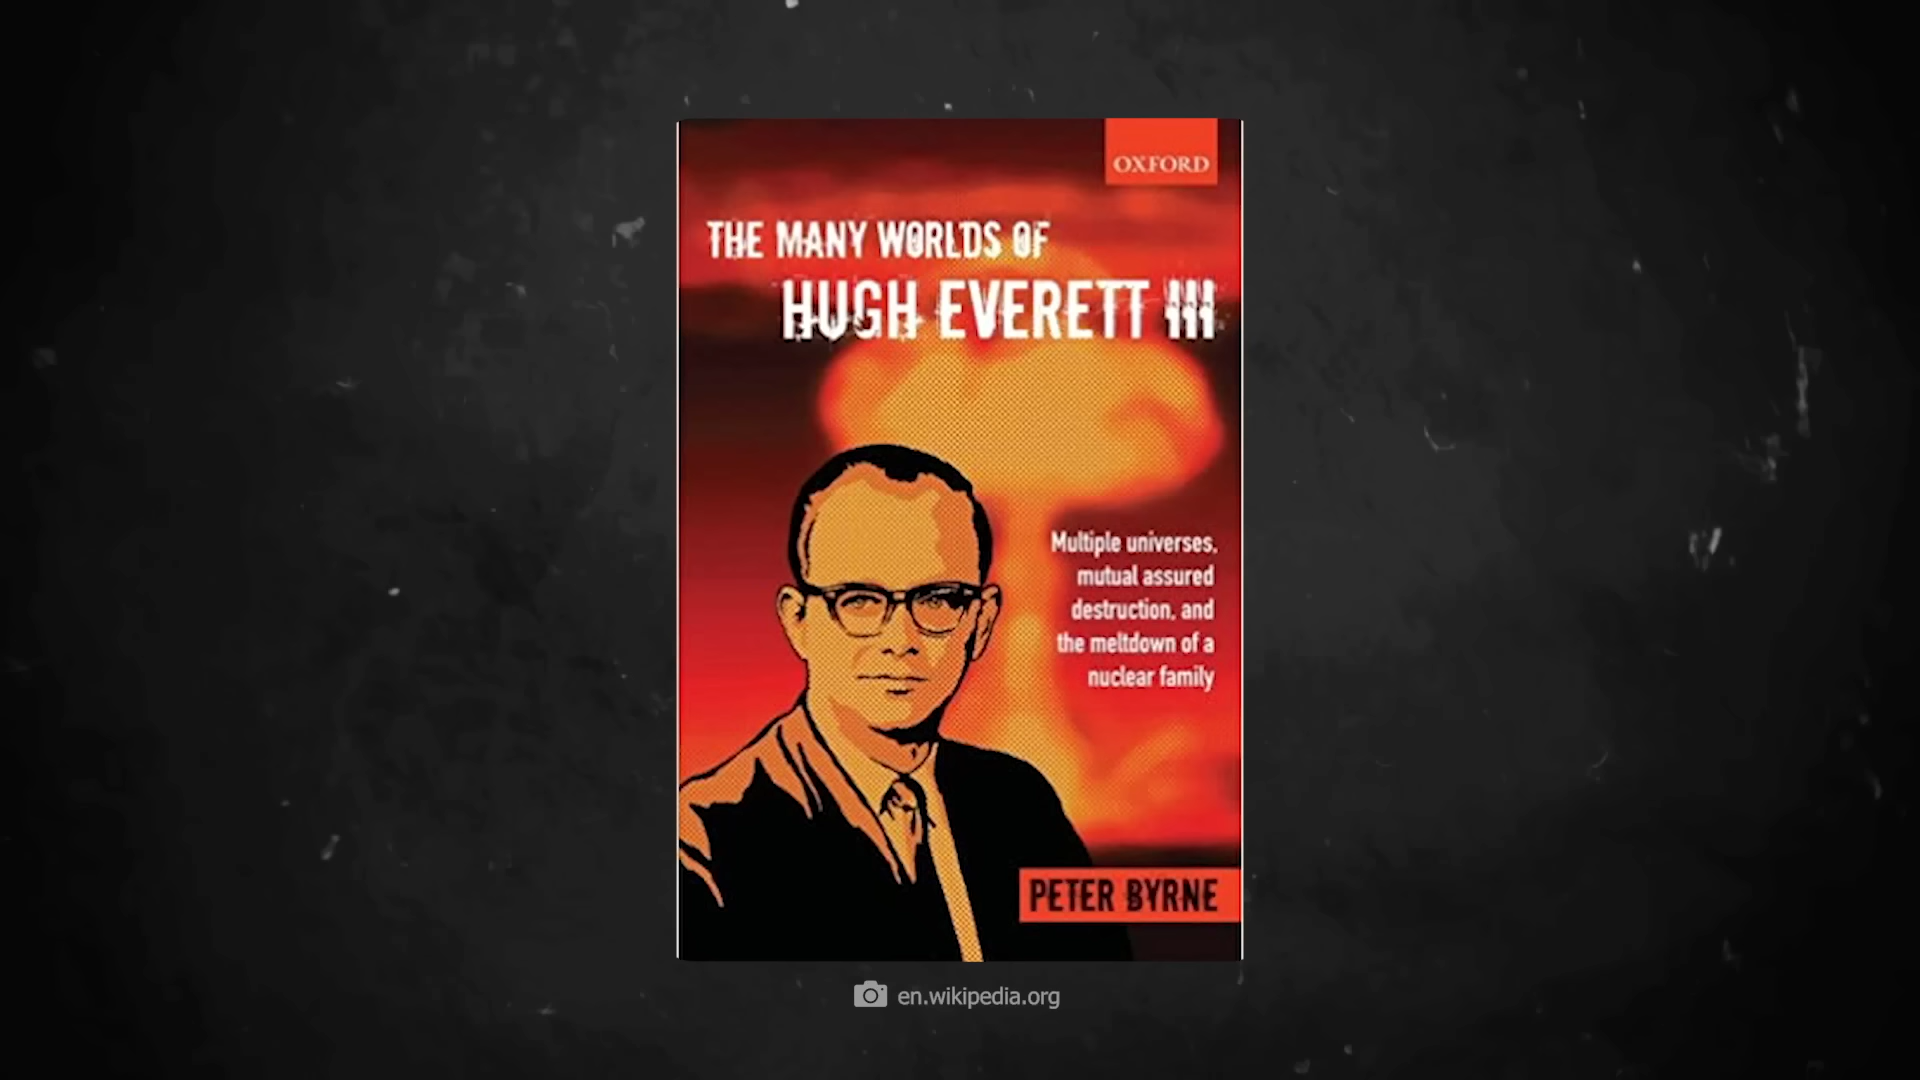 OXFORD
THE MANY WORLDS OF
HUGH EVERETT III
Multiple universes,
mutual assured
destruction, and
the meltdown of a
nuclear family
PETER BYRNE
en.wikipedia.org